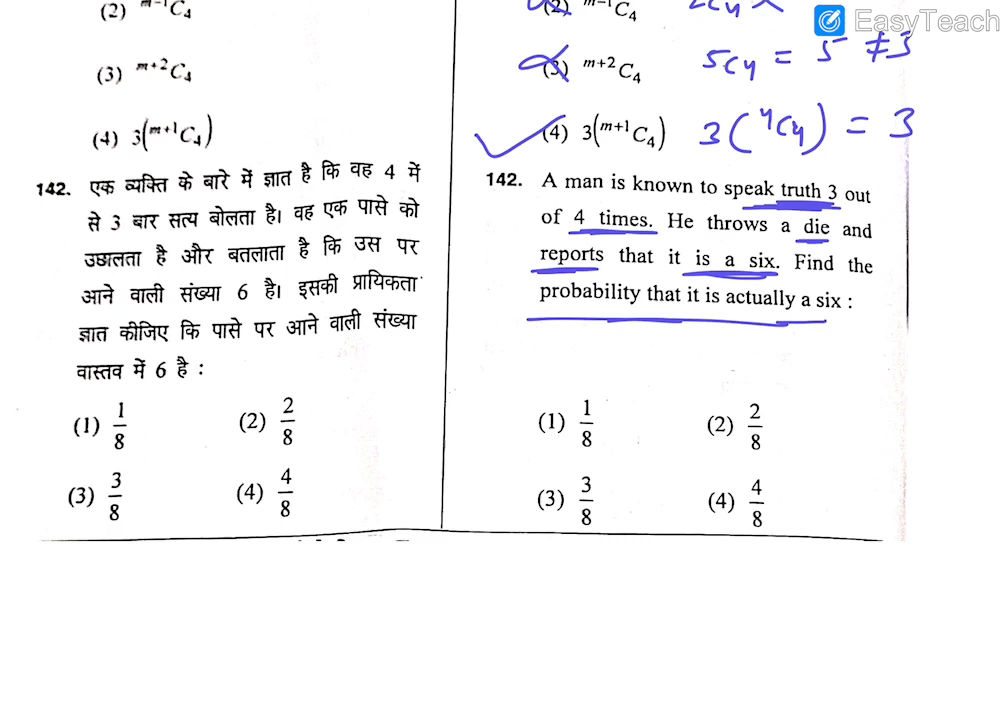 (2) ᵐ⁻¹C₄
(3) ᵐ⁺²C₄
(4) 3(ᵐ⁺¹C₄)
142. एक व्यक्ति के बारे में ज्ञात है कि वह 4 में
से 3 बार सत्य बोलता है। वह एक पासे को
उछालता है और बतलाता है कि उस पर
आने वाली संख्या 6 है। इसकी प्रायिकता
ज्ञात कीजिए कि पासे पर आने वाली संख्या
वास्तव में 6 है :
(1) 1/8 (2) 2/8
(3) 3/8 (4) 4/8
EasyTeach
(2) ᵐ⁻¹C₄
(3) ᵐ⁺²C₄ 5C4 = 5 ≠3
(4) 3(ᵐ⁺¹C₄) 3(⁴C4) = 3
142. A man is known to speak truth 3 out
of 4 times. He throws a die and
reports that it is a six. Find the
probability that it is actually a six :
(1) 1/8 (2) 2/8
(3) 3/8 (4) 4/8